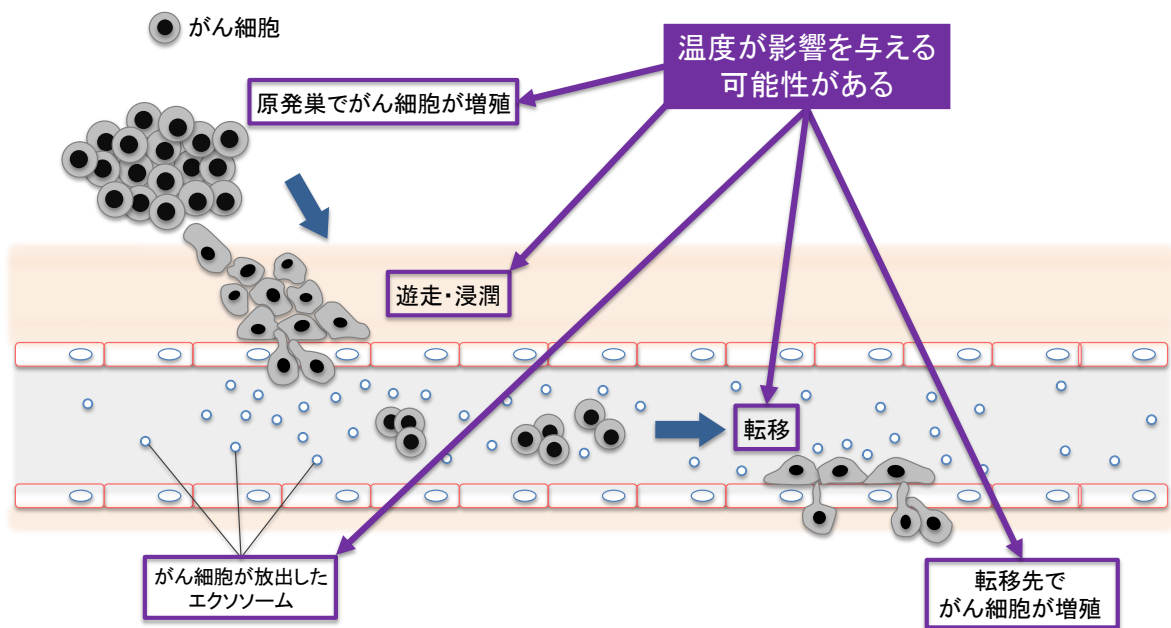 がん細胞
温度が影響を与える
可能性がある
原発巣でがん細胞が増殖
遊走・浸潤
転移
がん細胞が放出した
エクソソーム
転移先で
がん細胞が増殖